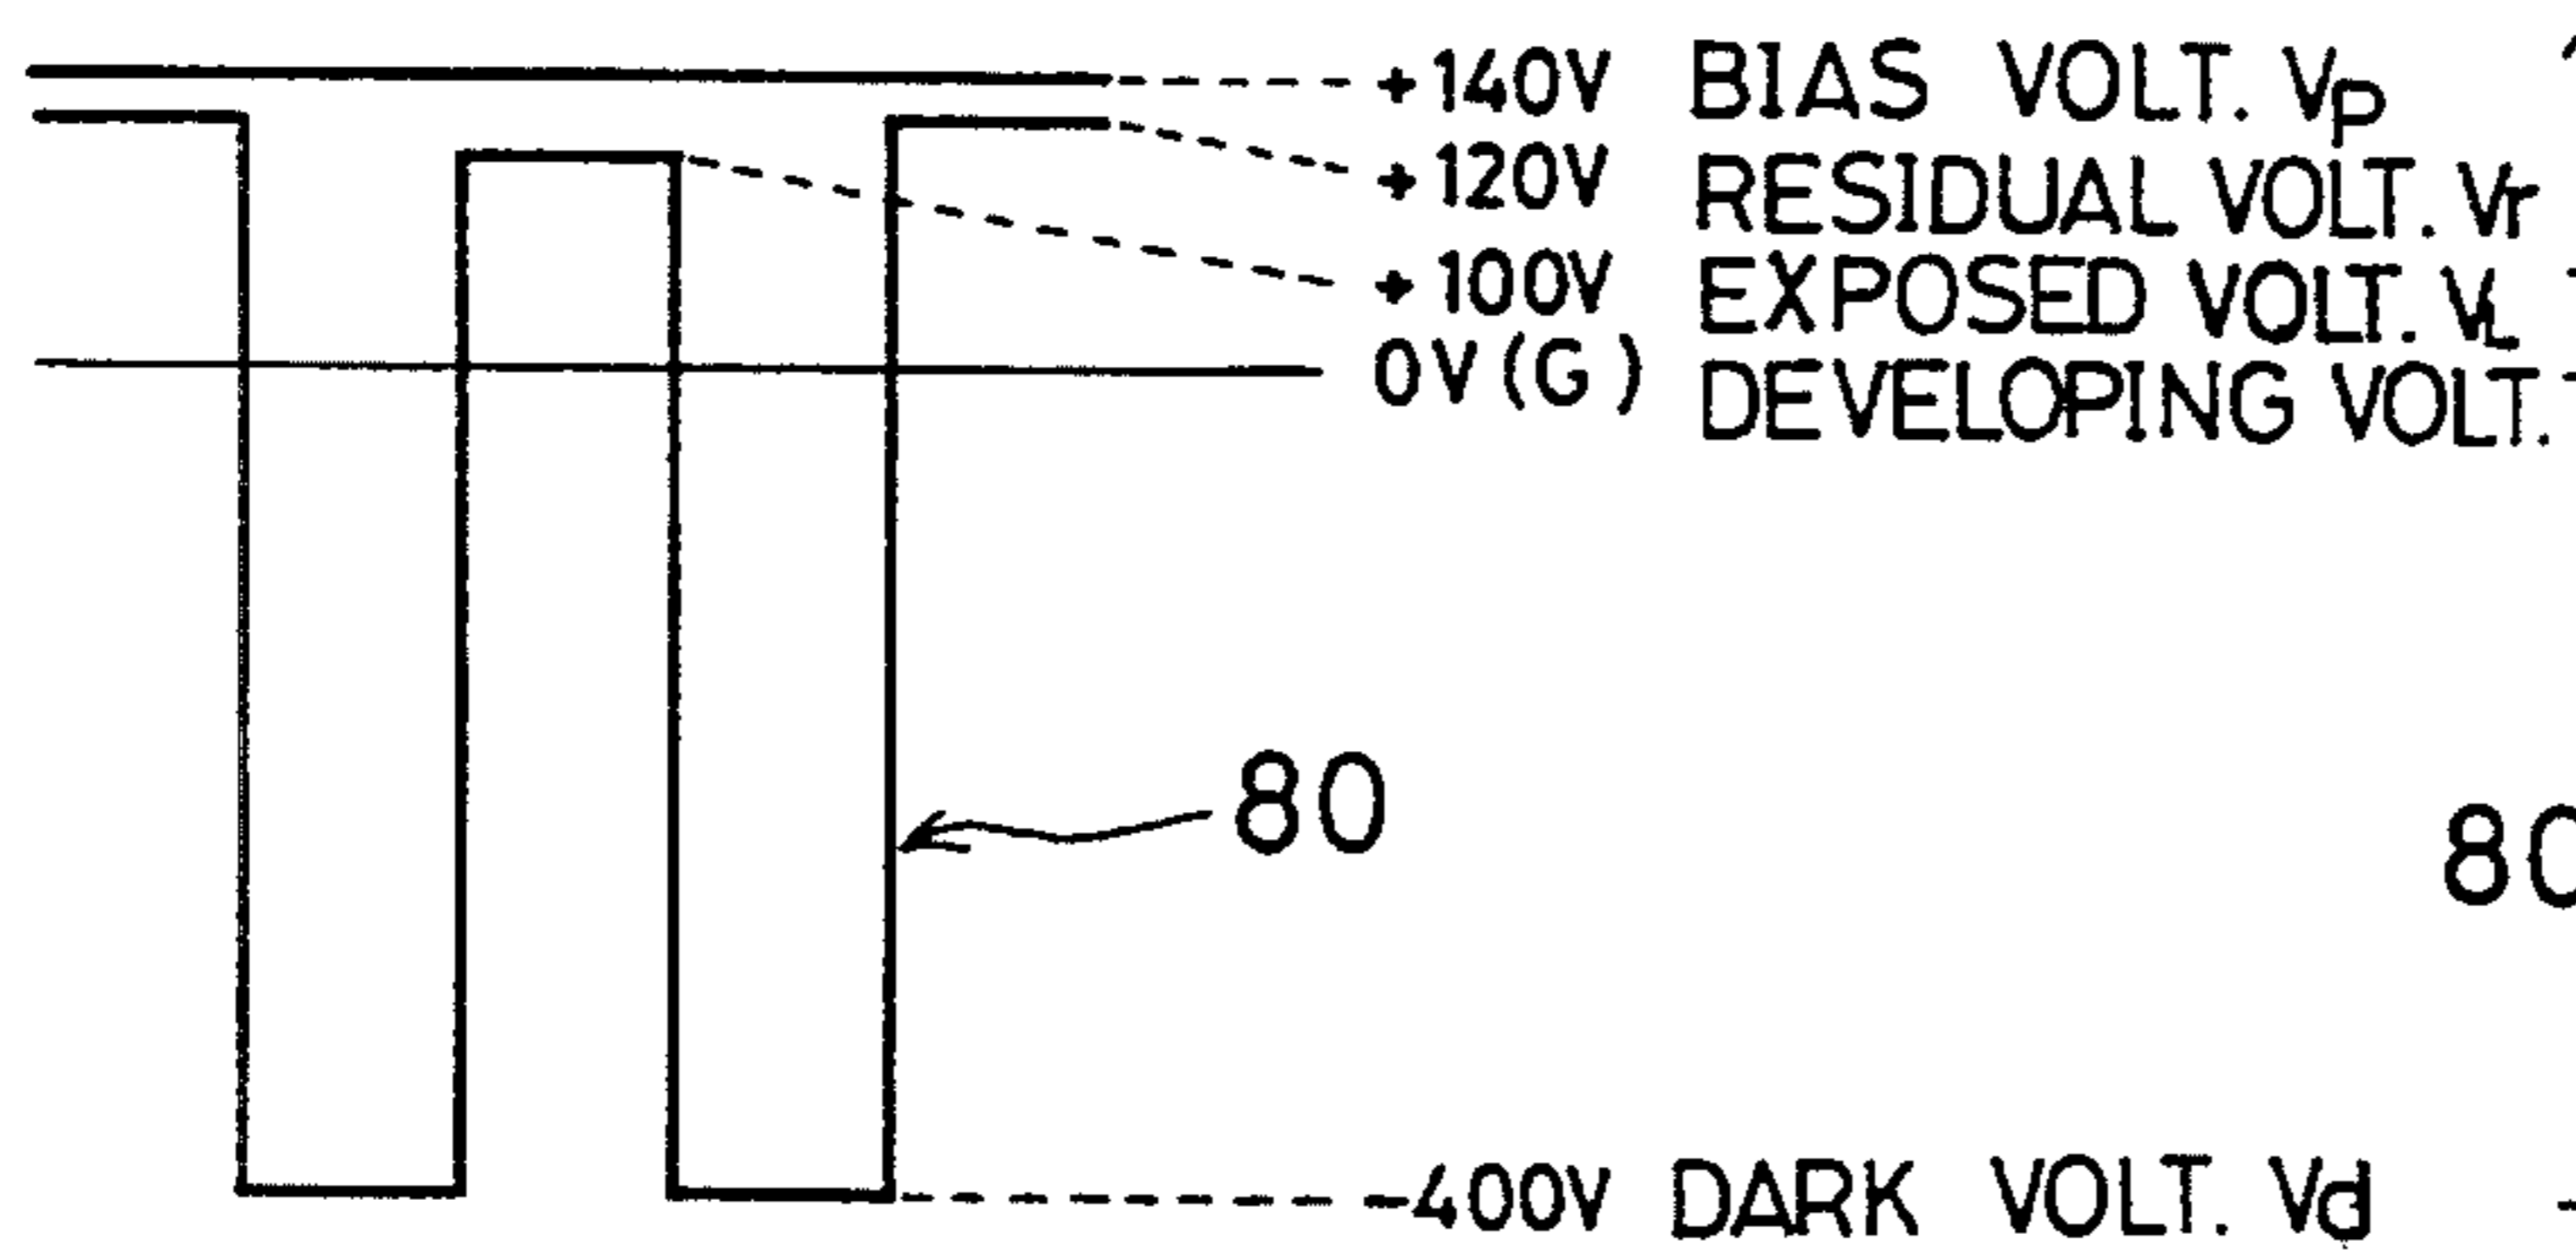 +140V BIAS VOLT. VP
+120V RESIDUAL VOLT. Vr
+100V EXPOSED VOLT. VL
0V(G) DEVELOPING VOLT.
80
80
-400V DARK VOLT. Vd